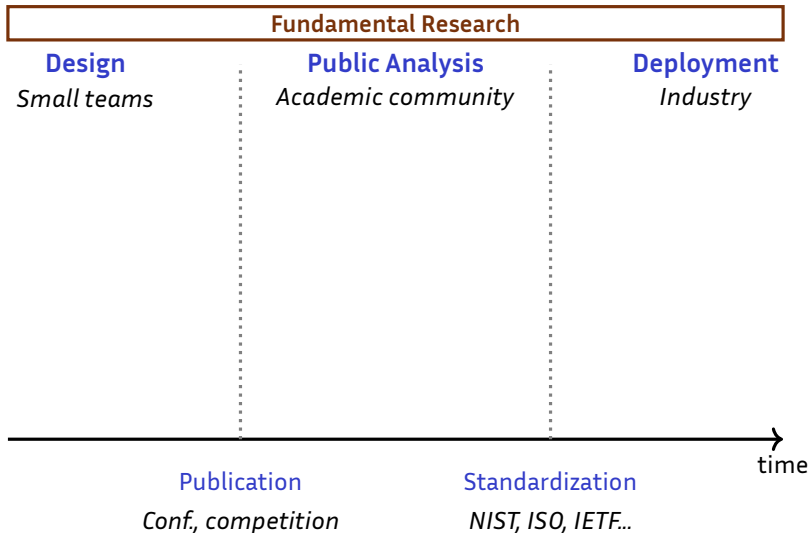 Fundamental Research
Design
Small teams
Public Analysis
Academic community
Deployment
Industry
time
Publication
Conf., competition
Standardization
NIST, ISO, IETF...